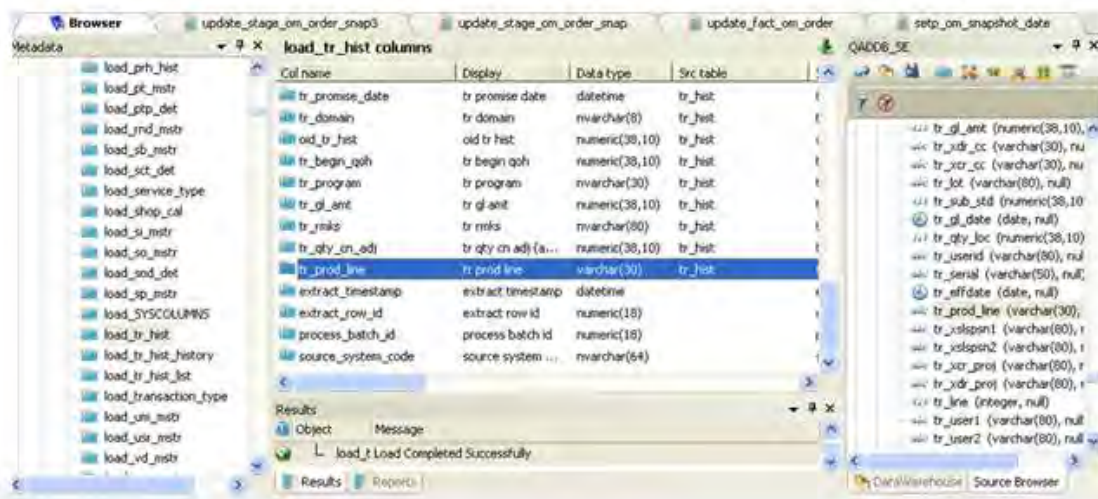 Browser update_stage_om_order_snap3 update_stage_om_order_snap update_fact_om_order setp_om_snapshot_date
Metadata
load_prh_hist
load_pt_mstr
load_ptp_det
load_rnd_mstr
load_sb_mstr
load_sct_det
load_service_type
load_shop_cal
load_si_mstr
load_so_mstr
load_sod_det
load_sp_mstr
load_SYSCOLUMNS
load_tr_hist
load_tr_hist_history
load_tr_hist_list
load_transaction_type
load_um_mstr
load_usr_mstr
load_vd_mstr
load_tr_hist columns
Col name Display Data type Src table
tr_promise_date tr promise date datetime tr_hist
tr_domain tr domain nvarchar(8) tr_hist
oid_tr_hist oid tr hist numeric(38,10) tr_hist
tr_begin_qoh tr begin qoh numeric(38,10) tr_hist
tr_program tr program nvarchar(30) tr_hist
tr_gl_amt tr gl amt numeric(38,10) tr_hist
tr_rmks tr rmks nvarchar(80) tr_hist
tr_qty_cn_adj tr qty cn adj (a... numeric(38,10) tr_hist
tr_prod_line tr prod line varchar(30) tr_hist
extract_timestamp extract timestamp datetime
extract_row_id extract row id numeric(18)
process_batch_id process batch id numeric(18)
source_system_code source system ... nvarchar(64)
Results
Object Message
load_t Load Completed Successfully
Results Reports
QADDB_SE
tr_gl_amt (numeric(38,10),
tr_xdr_cc (varchar(30), nu
tr_xcr_cc (varchar(30), nu
tr_lot (varchar(80), null)
tr_sub_std (numeric(38,10
tr_gl_date (date, null)
tr_qty_loc (numeric(38,10)
tr_userid (varchar(80), null
tr_serial (varchar(50), null,
tr_effdate (date, null)
tr_prod_line (varchar(30),
tr_xslspsn1 (varchar(80), r
tr_xslspsn2 (varchar(80), r
tr_xcr_proj (varchar(80), r
tr_xdr_proj (varchar(80), r
tr_line (integer, null)
tr_user1 (varchar(80), null
tr_user2 (varchar(80), null
DataWarehouse Source Browser